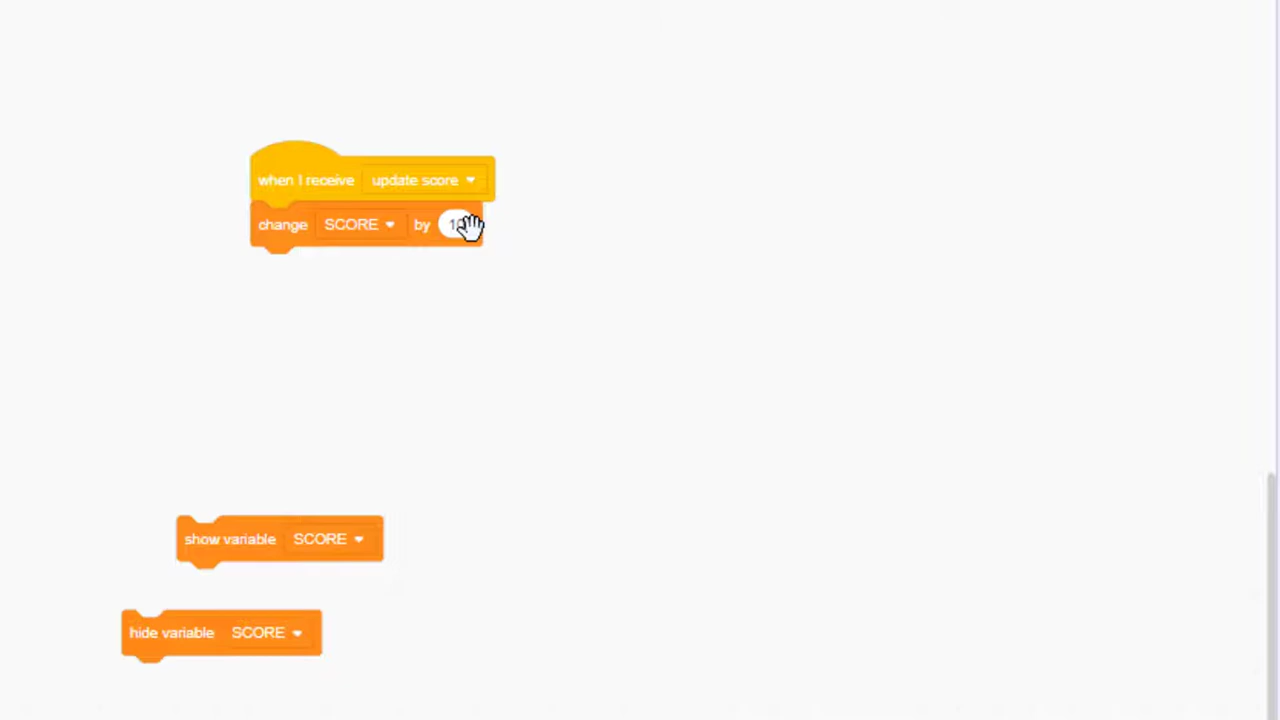 when I receive update score
change SCORE by
show variable SCORE
hide variable SCORE